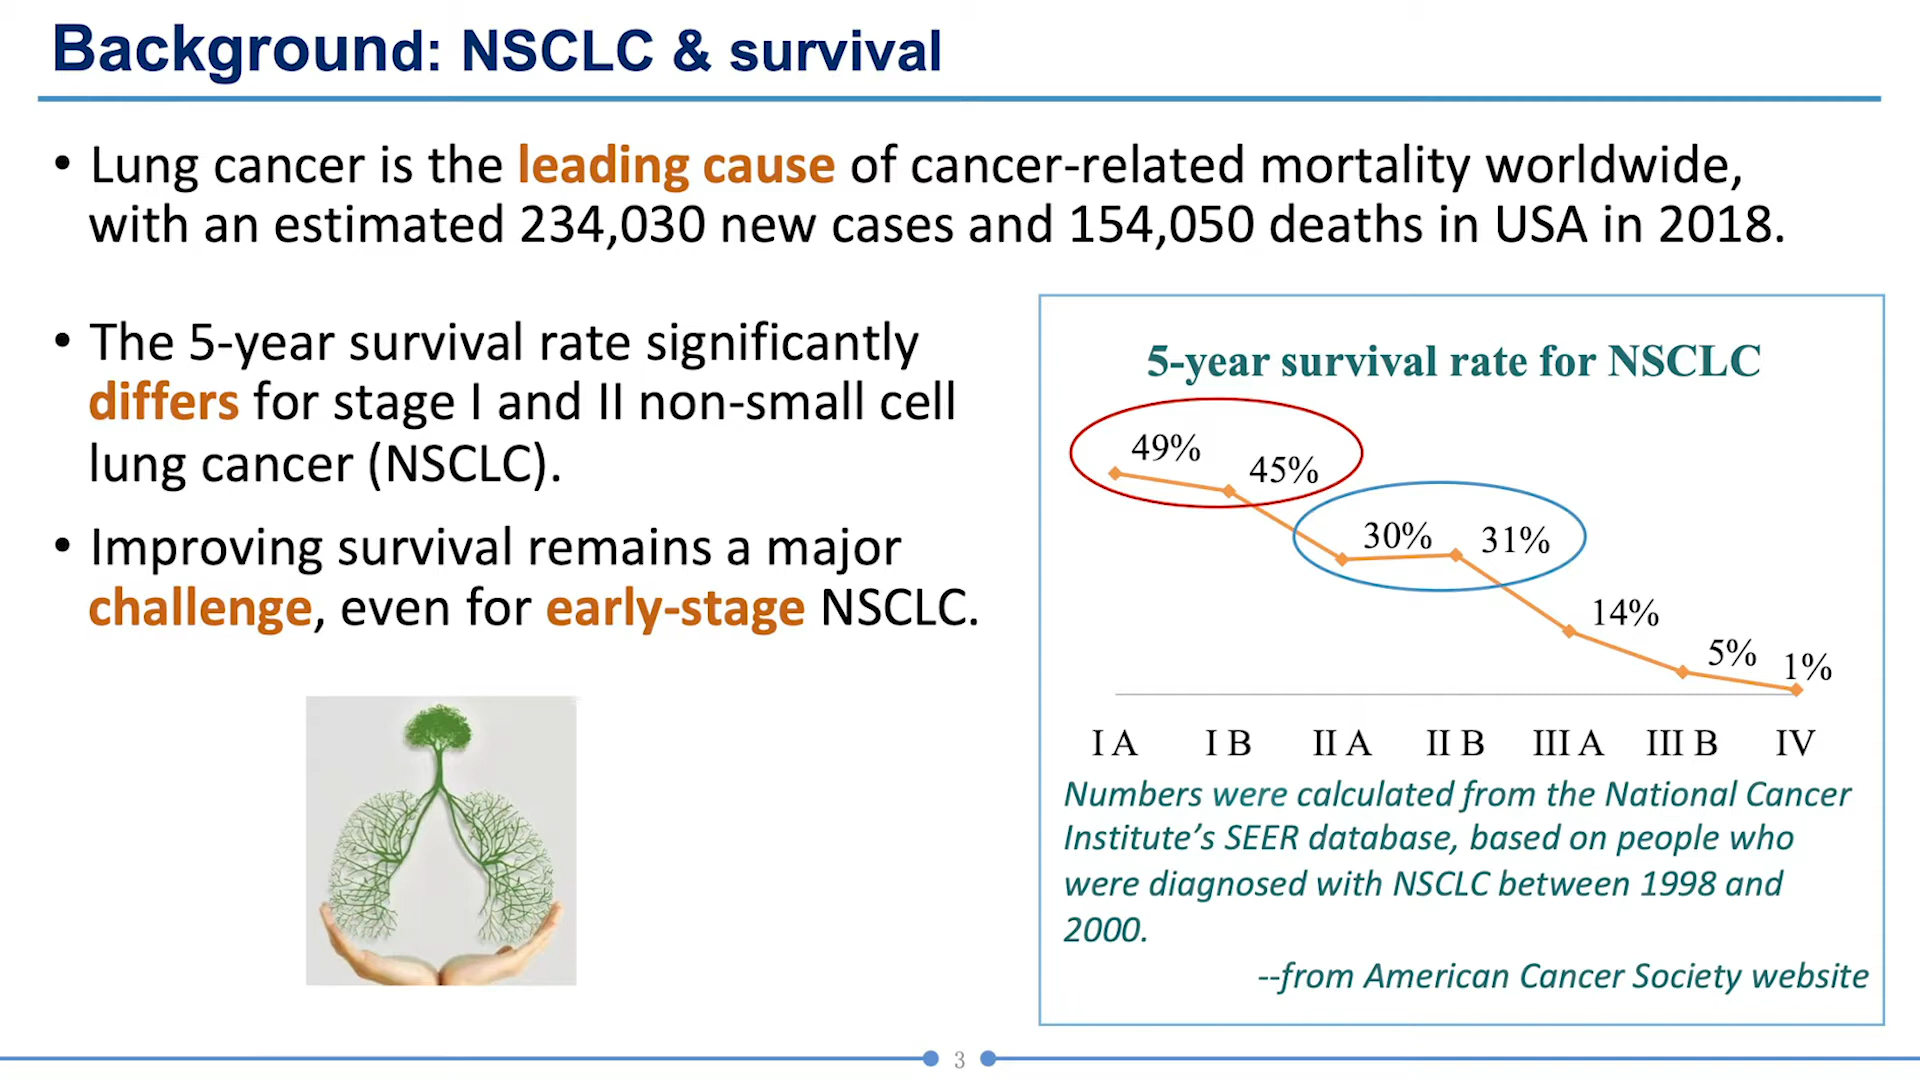 Background: NSCLC & survival
• Lung cancer is the leading cause of cancer-related mortality worldwide,
with an estimated 234,030 new cases and 154,050 deaths in USA in 2018.
• The 5-year survival rate significantly
differs for stage I and II non-small cell
lung cancer (NSCLC).
• Improving survival remains a major
challenge, even for early-stage NSCLC.
5-year survival rate for NSCLC
49%
45%
30%
31%
14%
5%
1%
I A I B II A II B III A III B IV
Numbers were calculated from the National Cancer
Institute’s SEER database, based on people who
were diagnosed with NSCLC between 1998 and
2000.
--from American Cancer Society website
3